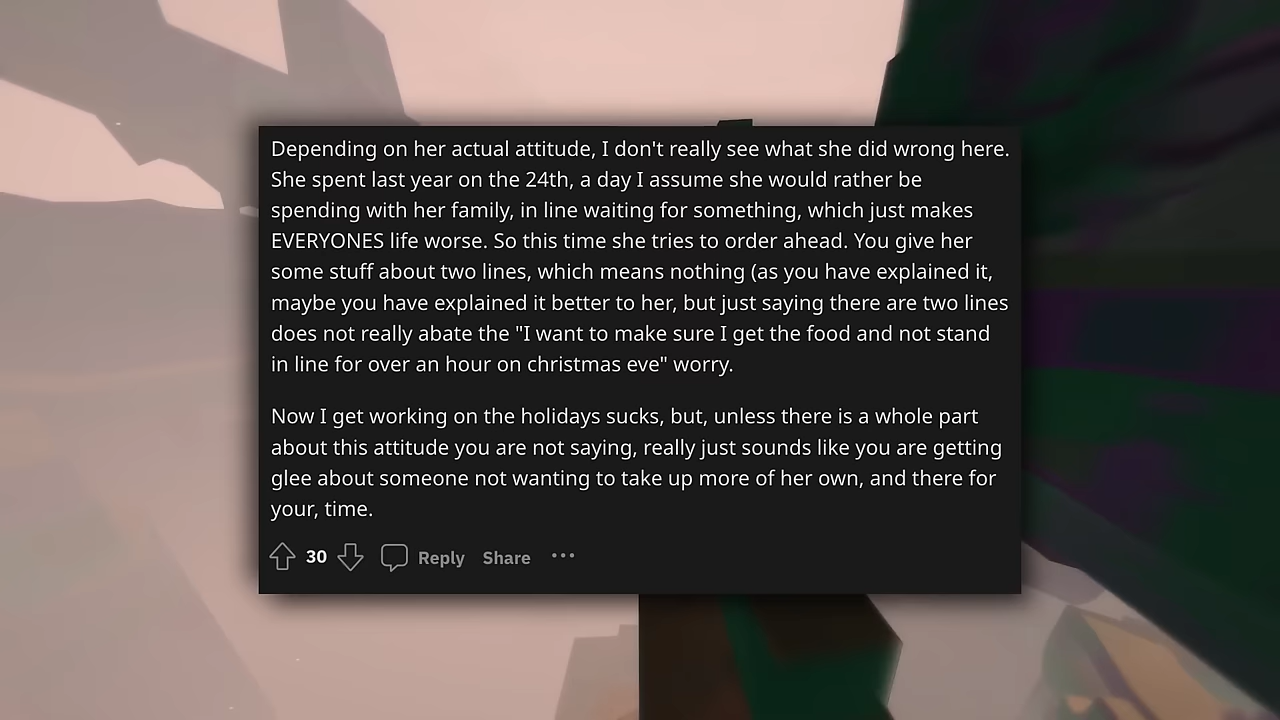 Depending on her actual attitude, I don't really see what she did wrong here.
She spent last year on the 24th, a day I assume she would rather be
spending with her family, in line waiting for something, which just makes
EVERYONES life worse. So this time she tries to order ahead. You give her
some stuff about two lines, which means nothing (as you have explained it,
maybe you have explained it better to her, but just saying there are two lines
does not really abate the "I want to make sure I get the food and not stand
in line for over an hour on christmas eve" worry.
Now I get working on the holidays sucks, but, unless there is a whole part
about this attitude you are not saying, really just sounds like you are getting
glee about someone not wanting to take up more of her own, and there for
your, time.
30 Reply Share ...